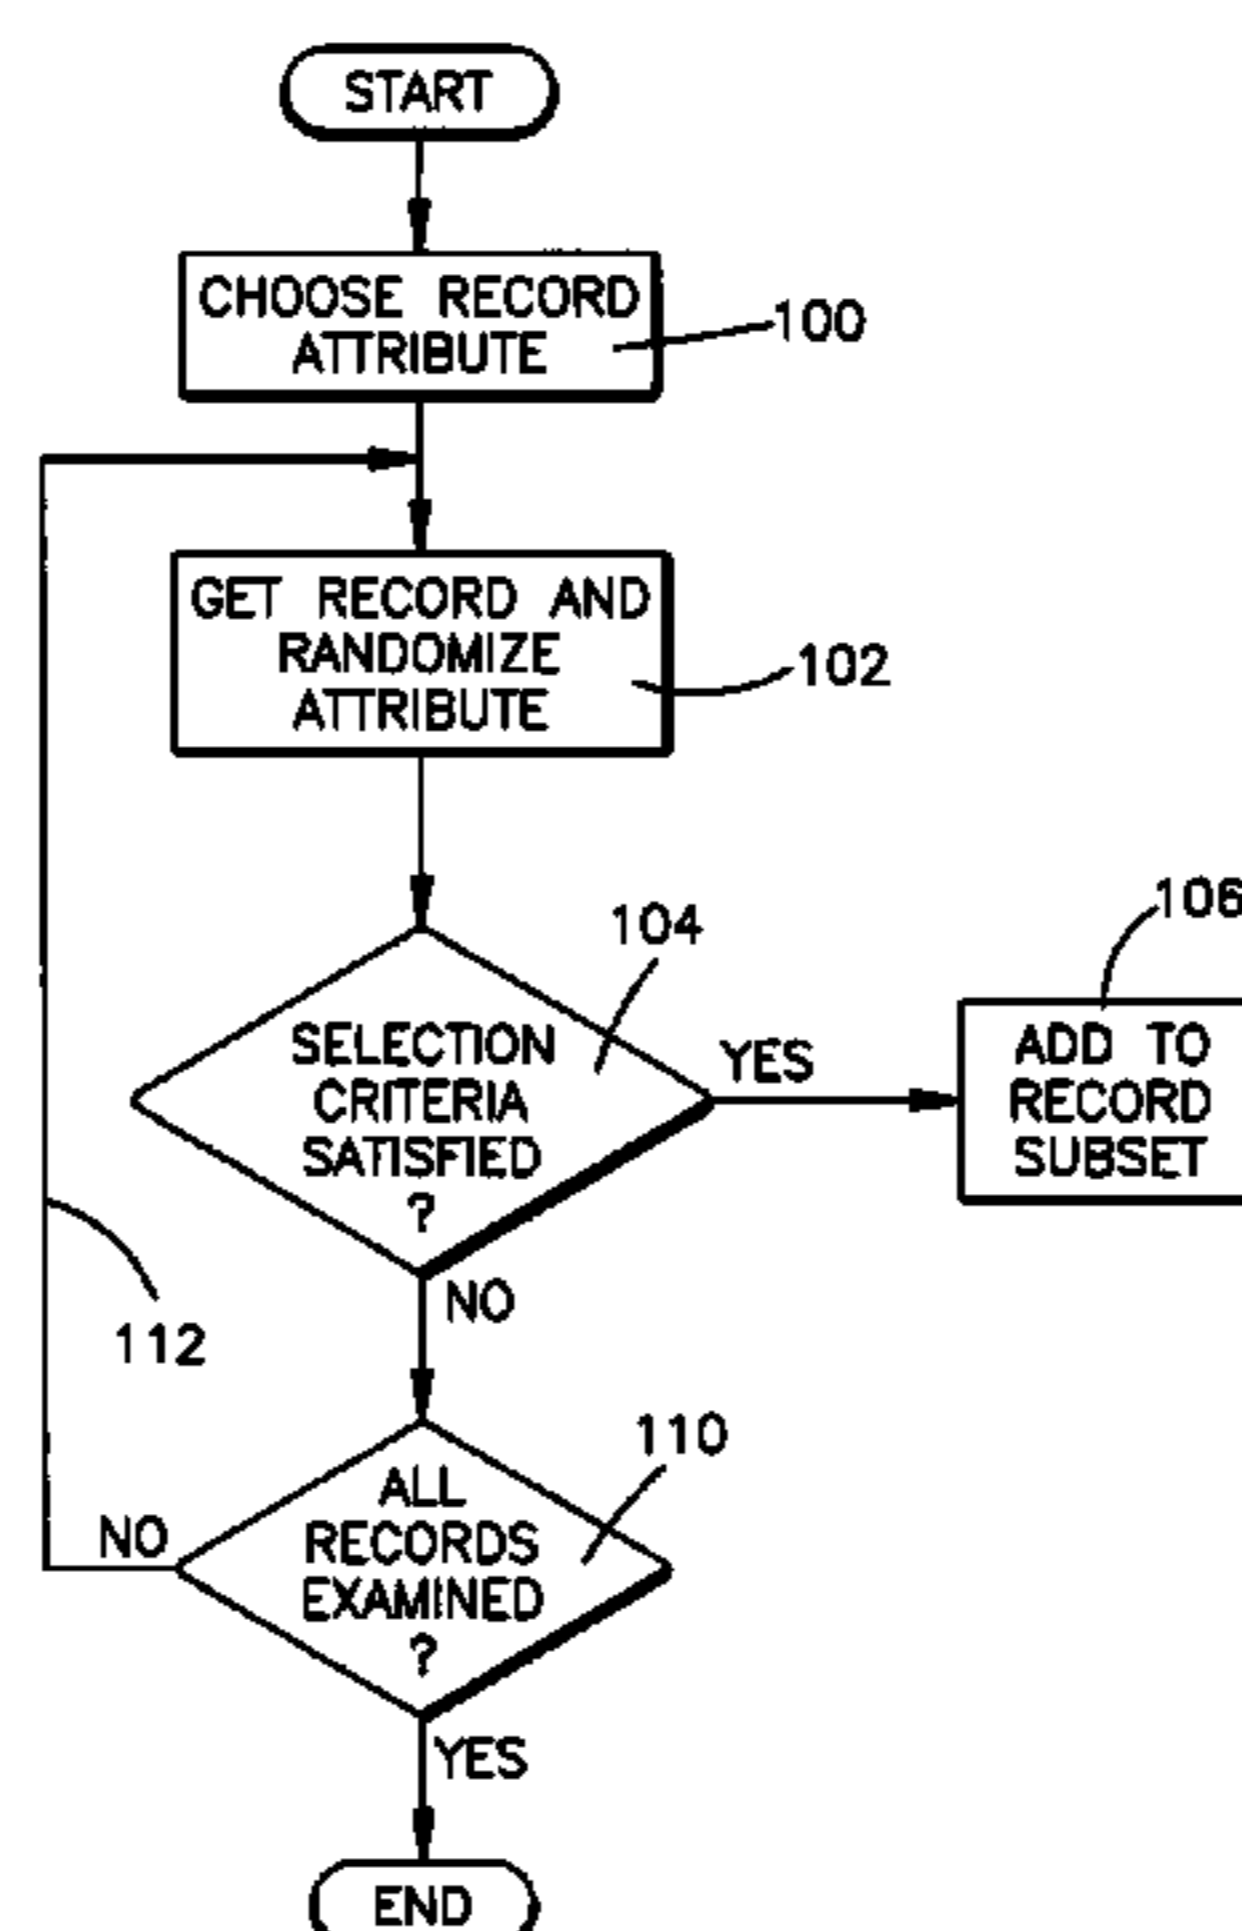 START
CHOOSE RECORD
ATTRIBUTE
100
GET RECORD AND
RANDOMIZE
ATTRIBUTE
102
104
106
SELECTION
CRITERIA
SATISFIED
?
YES
ADD TO
RECORD
SUBSET
NO
112
110
ALL
RECORDS
EXAMINED
?
NO
YES
END